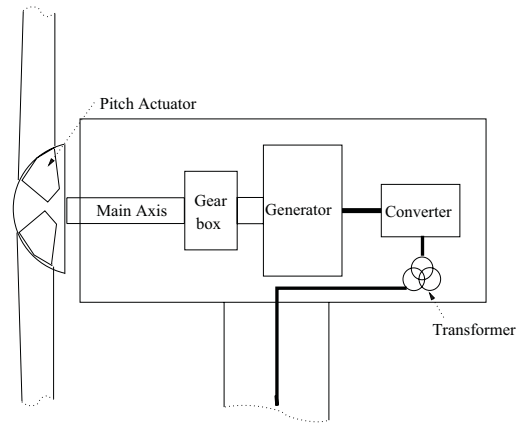 Pitch Actuator
Main Axis
Gear
box
Generator
Converter
Transformer